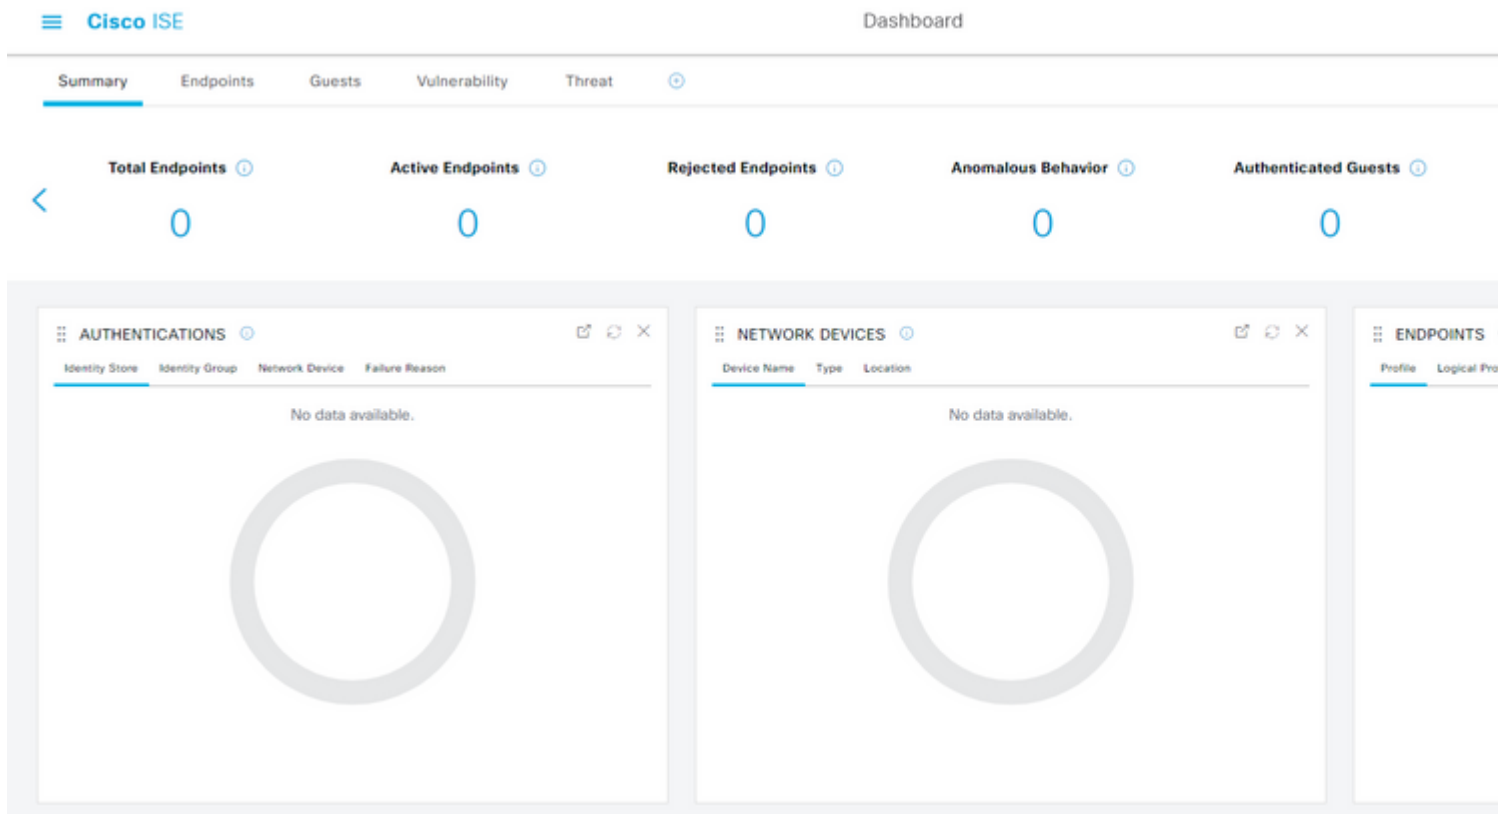 Cisco ISE
Dashboard
Summary Endpoints Guests Vulnerability Threat
Total Endpoints Active Endpoints Rejected Endpoints Anomalous Behavior Authenticated Guests
0 0 0 0 0
AUTHENTICATIONS
Identity Store Identity Group Network Device Failure Reason
No data available.
NETWORK DEVICES
Device Name Type Location
No data available.
ENDPOINTS
Profile Logical Pro